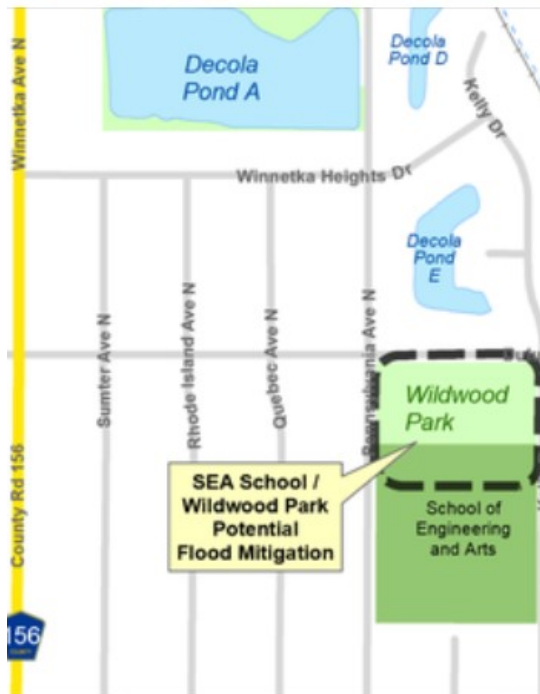 Winnetka Ave N
Decola
Pond A
Decola
Pond D
Kelly Dr
Winnetka Heights Dr
Decola
Pond
E
Sumter Ave N
Rhode Island Ave N
Quebec Ave N
Pennsylvania Ave N
Wildwood
Park
SEA School /
Wildwood Park
Potential
Flood Mitigation
School of
Engineering
and Arts
County Rd 156
156